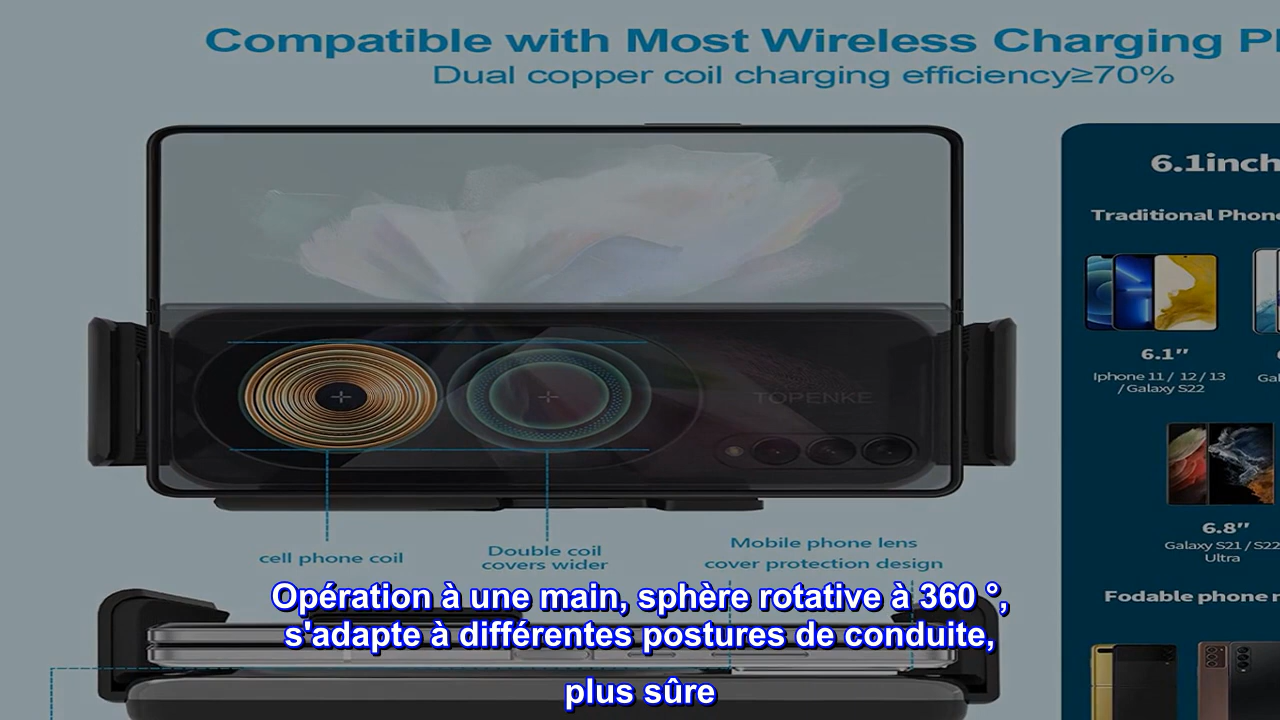 Compatible with Most Wireless Charging
Dual copper coil charging efficiency≥70%
6.1inch
Traditional
6.1″
Iphone 11 / 12 / 13
/ Galaxy S22
TOPENKE
6.8″
Galaxy S21 / S22
Ultra
cell phone coil
Double coil
covers wider
Mobile phone lens
cover protection design
Fodable phone
Opération à une main, sphère rotative à 360 °,
s'adapte à différentes postures de conduite,
plus sûre